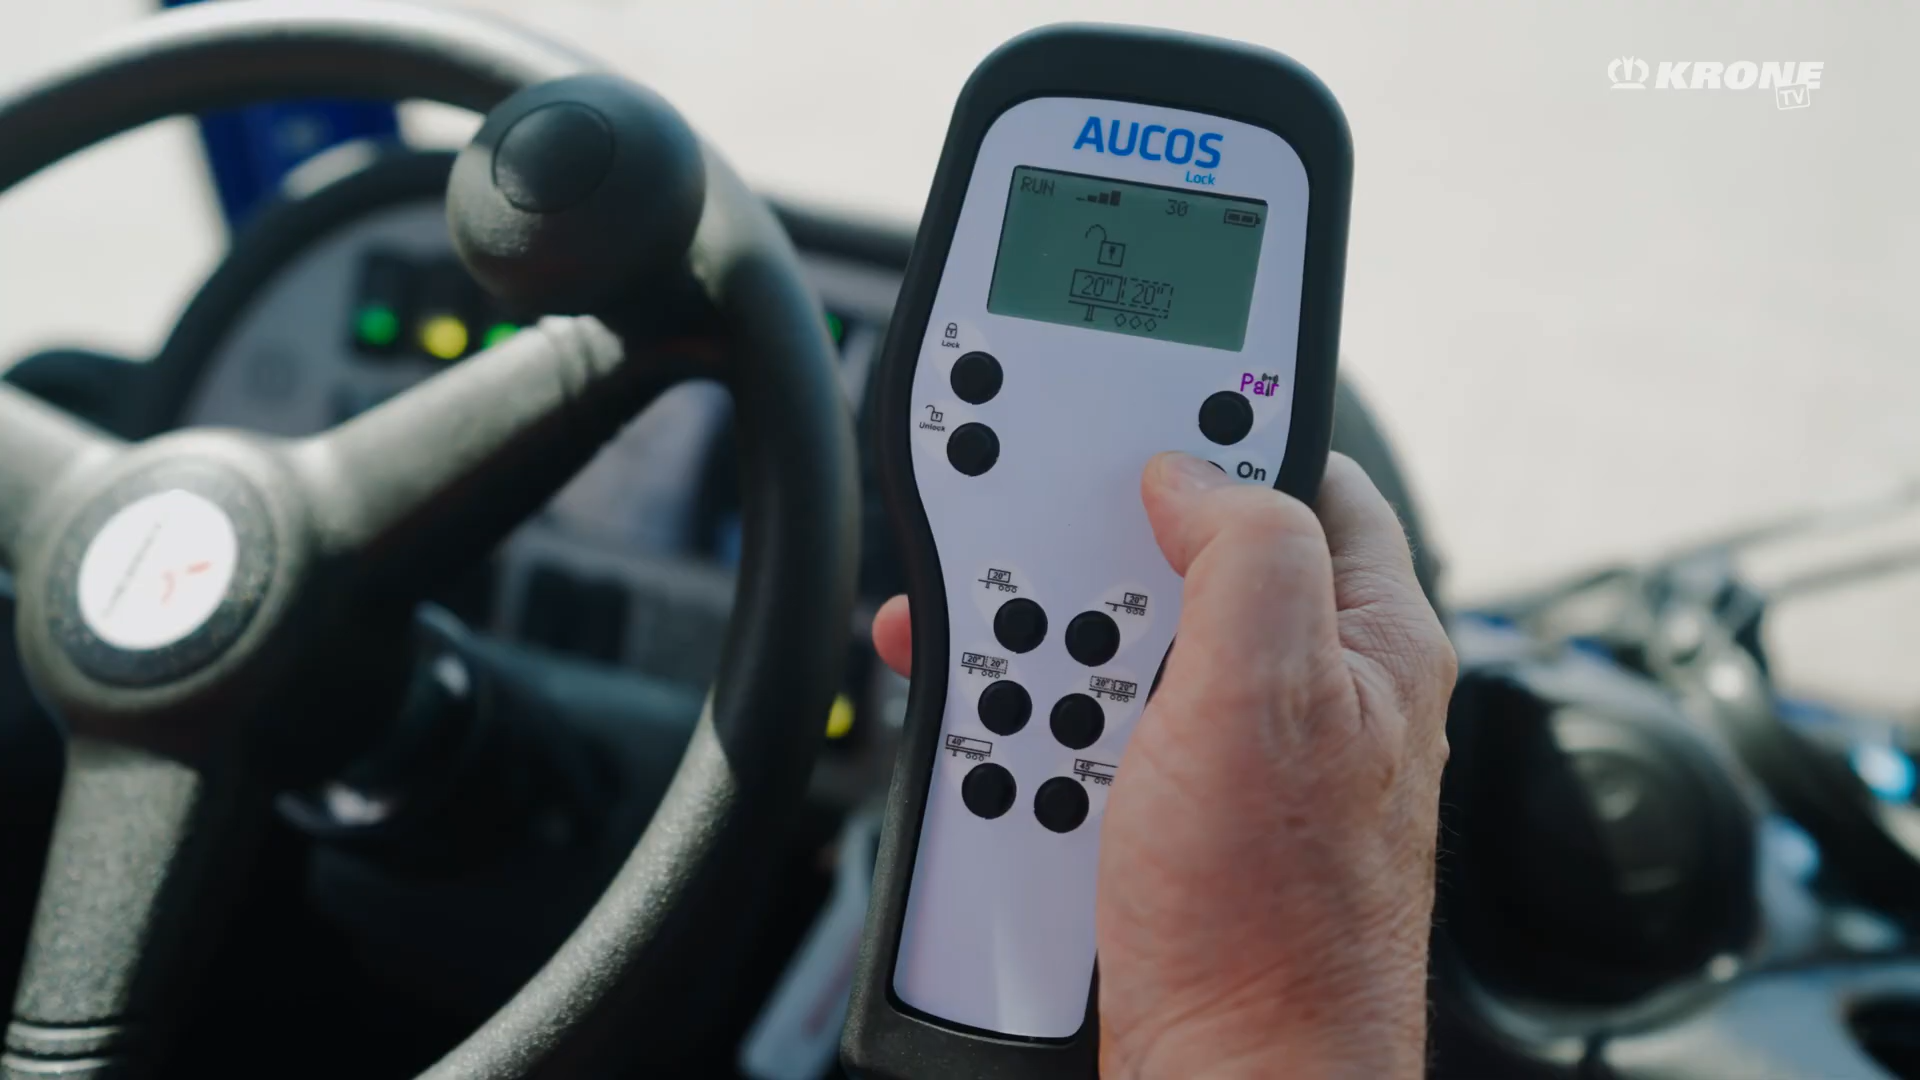 KRONE
TV
AUCOS
Lock
RUN
30
20" 20"
Lock
Pair
Unlock
On
20"
20"
20" 20"
20" 20"
40"
45"